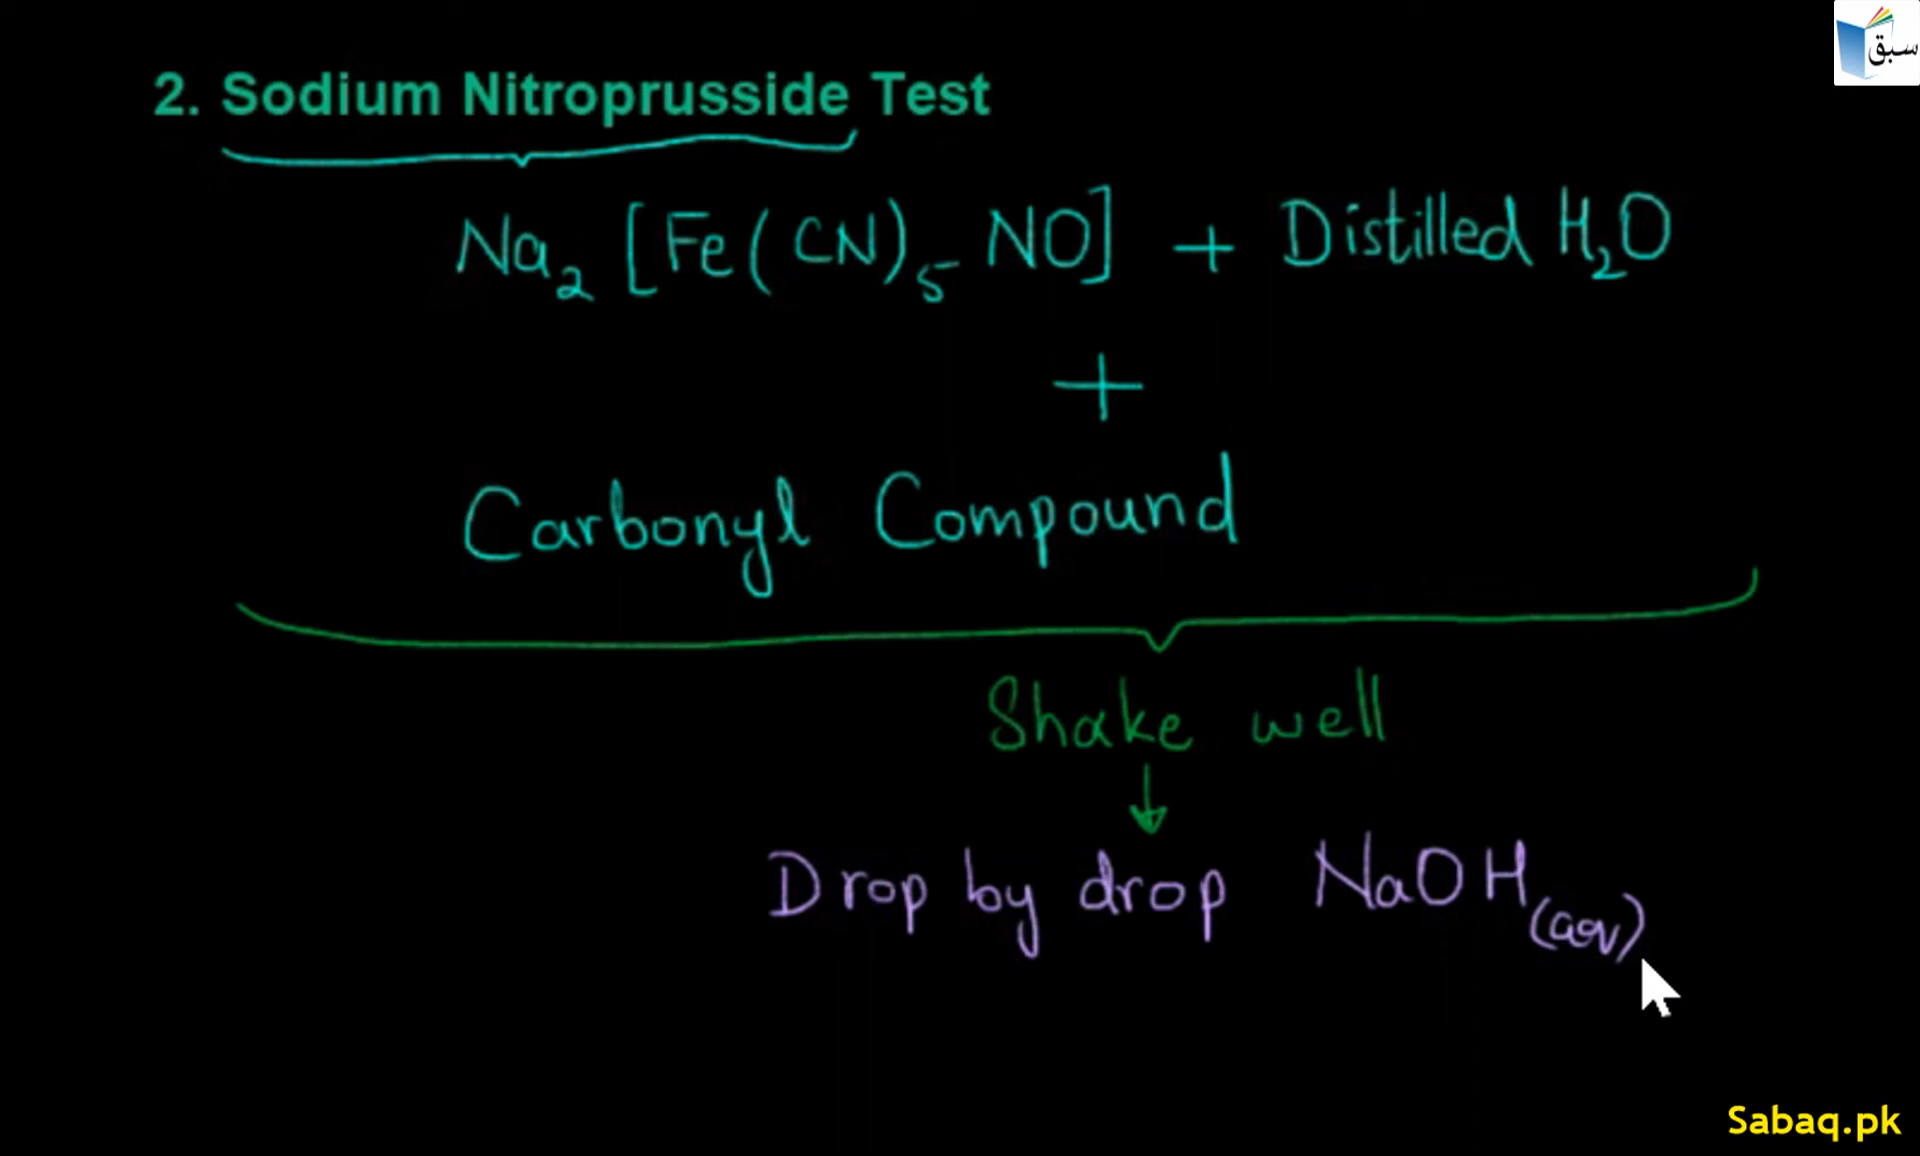 سبق
2. Sodium Nitroprusside Test
Na₂ [Fe(CN)₅ NO] + Distilled H₂O
+
Carbonyl Compound
Shake well
↓
Drop by drop NaOH(aq)
Sabaq.pk